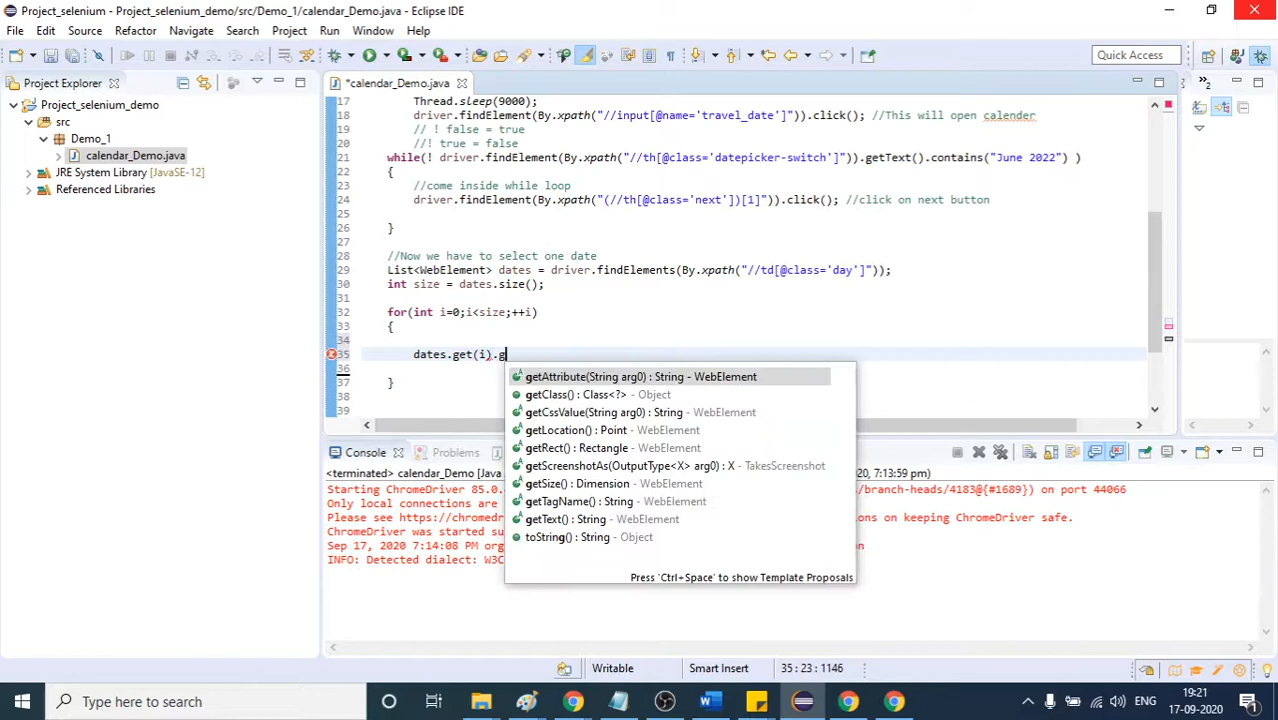 Project_selenium - Project_selenium_demo/src/Demo_1/calendar_Demo.java - Eclipse IDE
File Edit Source Refactor Navigate Search Project Run Window Help
Quick Access
Project Explorer
*calendar_Demo.java
2
Project_selenium_demo
src
Demo_1
calendar_Demo.java
JRE System Library [JavaSE-12]
Referenced Libraries
17 Thread.sleep(9000);
18 driver.findElement(By.xpath("//input[@name='travel_date']")).click(); //This will open calender
19 // ! false = true
20 //! true = false
21 while(! driver.findElement(By.xpath("//th[@class='datepicker-switch']")).getText().contains("June 2022") )
22 {
23 //come inside while loop
24 driver.findElement(By.xpath("(//th[@class='next'])[1]")).click(); //click on next button
25
26 }
27
28 //Now we have to select one date
29 List<WebElement> dates = driver.findElements(By.xpath("//td[@class='day']"));
30 int size = dates.size();
31
32 for(int i=0;i<size;++i)
33 {
34
35 dates.get(i).g
36
37 }
38
39
getAttribute(String arg0) : String - WebElement
getClass() : Class<?> - Object
getCssValue(String arg0) : String - WebElement
getLocation() : Point - WebElement
getRect() : Rectangle - WebElement
getScreenshotAs(OutputType<X> arg0) : X - TakesScreenshot
getSize() : Dimension - WebElement
getTagName() : String - WebElement
getText() : String - WebElement
toString() : String - Object
Press 'Ctrl+Space' to show Template Proposals
Console Problems
<terminated> calendar_Demo [Java 20, 7:13:59 pm)
Starting ChromeDriver 85.0. s/branch-heads/4183@{#1689}) on port 44066
Only local connections are
Please see https://chromed ions on keeping ChromeDriver safe.
ChromeDriver was started su
Sep 17, 2020 7:14:08 PM org on
INFO: Detected dialect: W3C
Writable Smart Insert 35 : 23 : 1146
Type here to search
ENG
19:21
17-09-2020
1